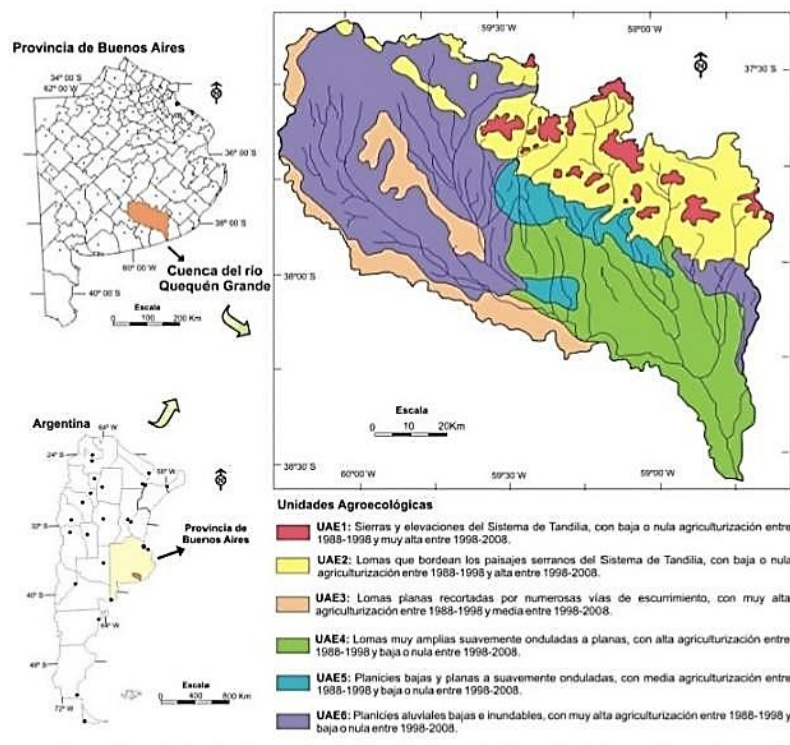 Provincia de Buenos Aires
34° 00 S
62° 00 W
36° 00 S
38° 00 S
60° 00 W
Cuenca del río
Quequén Grande
40° 00 S
Escala
0 100 200 Km
59°30 W
37°30 S
38°00 S
Escala
0 10 20Km
38°30 S
60°00 W
59°30 W
59°00 W
Argentina
64° W
24° S
32° S
Provincia de
Buenos Aires
40° S
64° W
48° S
72° W
Escala
0 400 800 Km
Unidades Agroecológicas
UAE1: Sierras y elevaciones del Sistema de Tandilia, con baja o nula agriculturización entre
1988-1998 y muy alta entre 1998-2008.
UAE2: Lomas que bordean los paisajes serranos del Sistema de Tandilia, con baja o nula
agriculturización entre 1988-1998 y alta entre 1998-2008.
UAE3: Lomas planas recortadas por numerosas vías de escurrimiento, con muy alta
agriculturización entre 1988-1998 y media entre 1998-2008.
UAE4: Lomas muy amplias suavemente onduladas a planas, con alta agriculturización entre
1988-1998 y baja o nula entre 1998-2008.
UAE5: Planicies bajas y planas a suavemente onduladas, con media agriculturización entre
1988-1998 y baja o nula entre 1998-2008.
UAE6: Planicies aluviales bajas e inundables, con muy alta agriculturización entre 1988-1998 y
baja o nula entre 1998-2008.